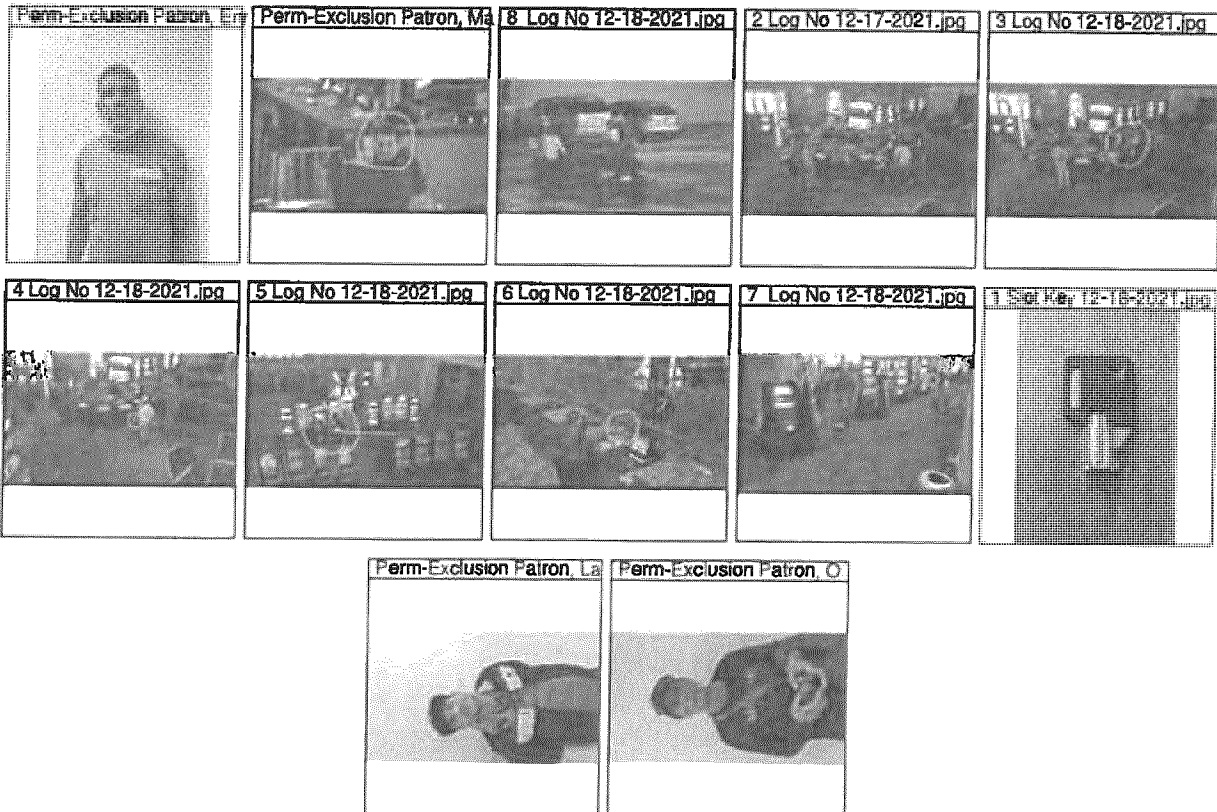 Perm-Exclusion Patron, Ery
Perm-Exclusion Patron, Ma
8 Log No 12-18-2021.jpg
2 Log No 12-17-2021.jpg
3 Log No 12-18-2021.jpg
4 Log No 12-18-2021.jpg
5 Log No 12-18-2021.jpg
6 Log No 12-18-2021.jpg
7 Log No 12-18-2021.jpg
1 Slot Key 12-18-2021.jpg
Perm-Exclusion Patron, La
Perm-Exclusion Patron, O